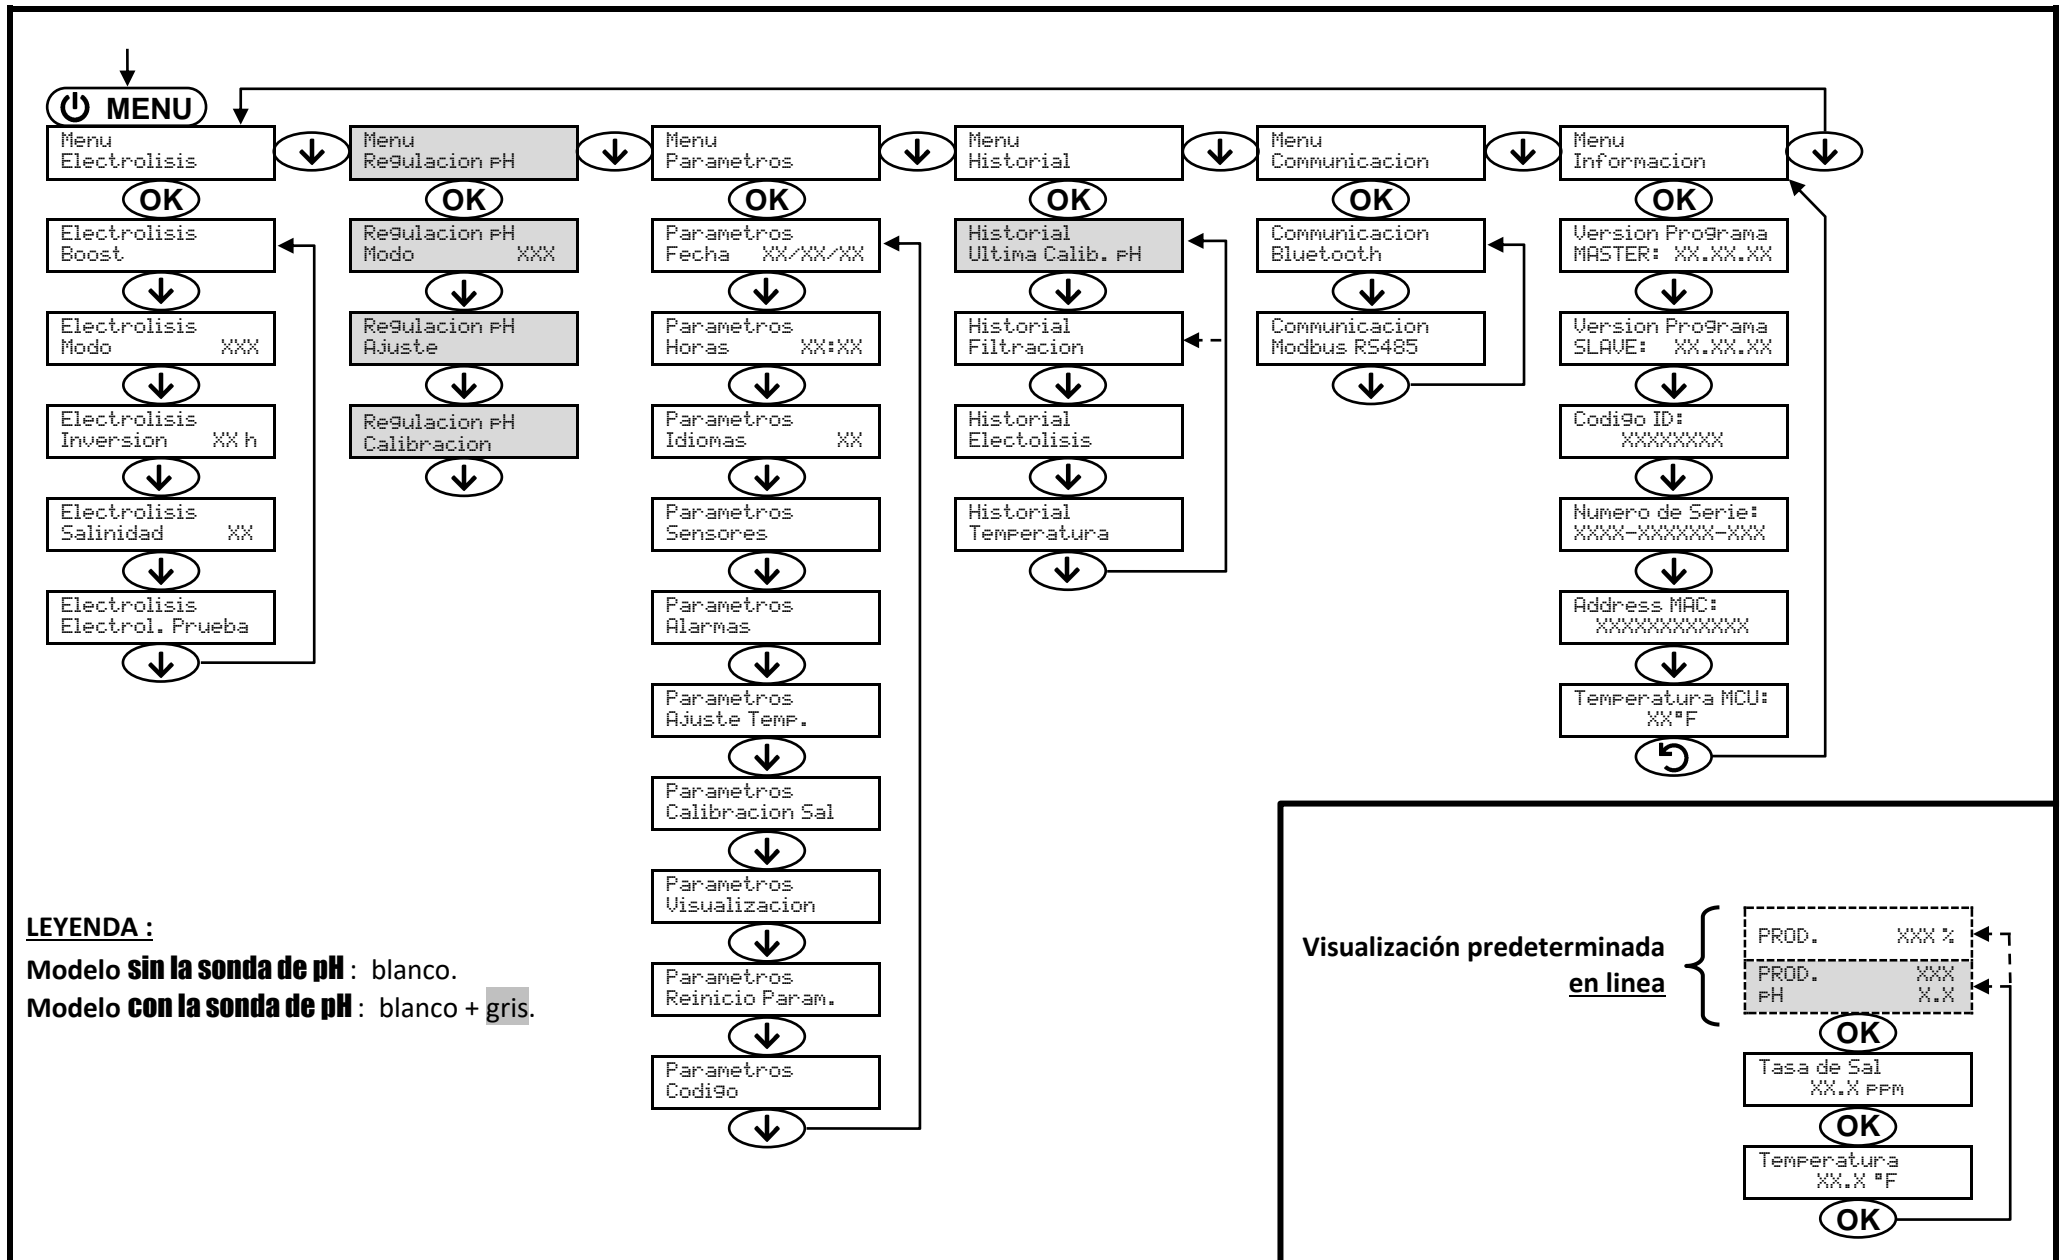 MENU
Menu
Electrolisis
OK
Electrolisis
Boost
Electrolisis
Modo XXX
Electrolisis
Inversion XX h
Electrolisis
Salinidad XX
Electrolisis
Electrol. Prueba
Menu
Regulacion pH
OK
Regulacion pH
Modo XXX
Regulacion pH
Ajuste
Regulacion pH
Calibracion
Menu
Parametros
OK
Parametros
Fecha XX/XX/XX
Parametros
Horas XX:XX
Parametros
Idiomas XX
Parametros
Sensores
Parametros
Alarmas
Parametros
Ajuste Temp.
Parametros
Calibracion Sal
Parametros
Visualizacion
Parametros
Reinicio Param.
Parametros
Codigo
Menu
Historial
OK
Historial
Ultima Calib. pH
Historial
Filtracion
Historial
Electolisis
Historial
Temperatura
Menu
Communicacion
OK
Communicacion
Bluetooth
Communicacion
Modbus RS485
Menu
Informacion
OK
Version Programa
MASTER: XX.XX.XX
Version Programa
SLAVE: XX.XX.XX
Codigo ID:
XXXXXXXX
Numero de Serie:
XXXX-XXXXXX-XXX
Address MAC:
XXXXXXXXXXXX
Temperatura MCU:
XX°F
LEYENDA :
Modelo sin la sonda de pH : blanco.
Modelo con la sonda de pH : blanco + gris.
Visualización predeterminada
en linea
PROD. XXX %
PROD. XXX
pH X.X
OK
Tasa de Sal
XX.X ppm
OK
Temperatura
XX.X °F
OK